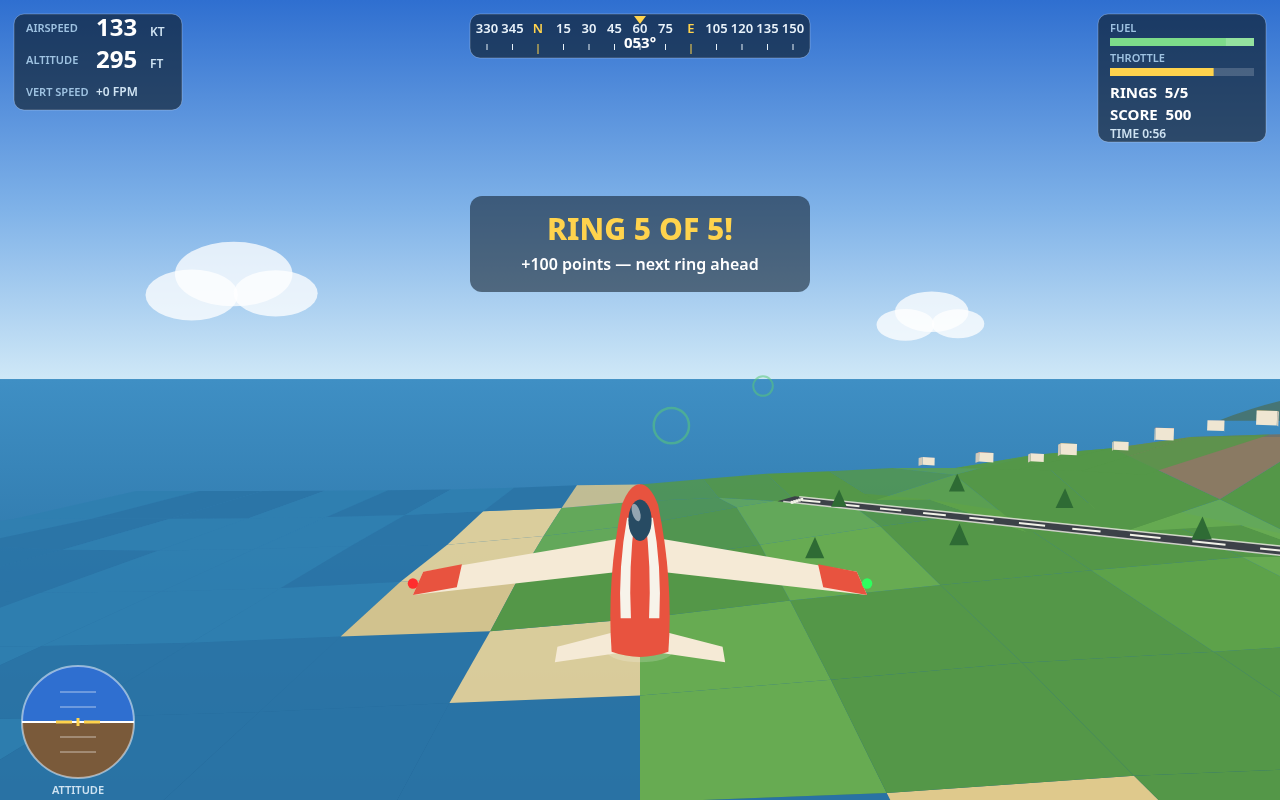 AIRSPEED 133 KT
ALTITUDE 295 FT
VERT SPEED +0 FPM
330 345 N 15 30 45 60 75 E 105 120 135 150
053°
FUEL
THROTTLE
RINGS 5/5
SCORE 500
TIME 0:56
RING 5 OF 5!
+100 points — next ring ahead
ATTITUDE